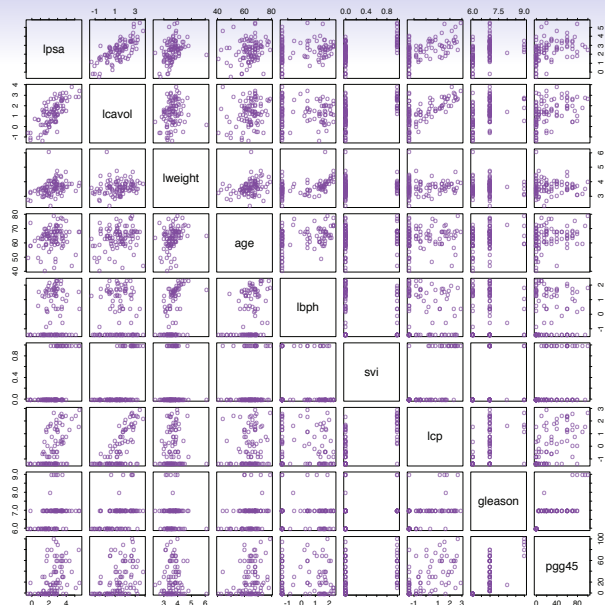 -1 1 3 40 60 80 0.0 0.4 0.8 6.0 7.0 8.0 9.0
lpsa
0 1 2 3 4 5
-1 0 1 2 3 4
lcavol
lweight
3 4 5 6
40 50 60 70 80
age
lbph
-1 0 1 2
0.0 0.4 0.8
svi
lcp
-1 0 1 2 3
6.0 7.0 8.0 9.0
gleason
pgg45
0 20 60 100
0 2 4 3 4 5 6 -1 0 1 2 -1 0 1 2 3 0 40 80